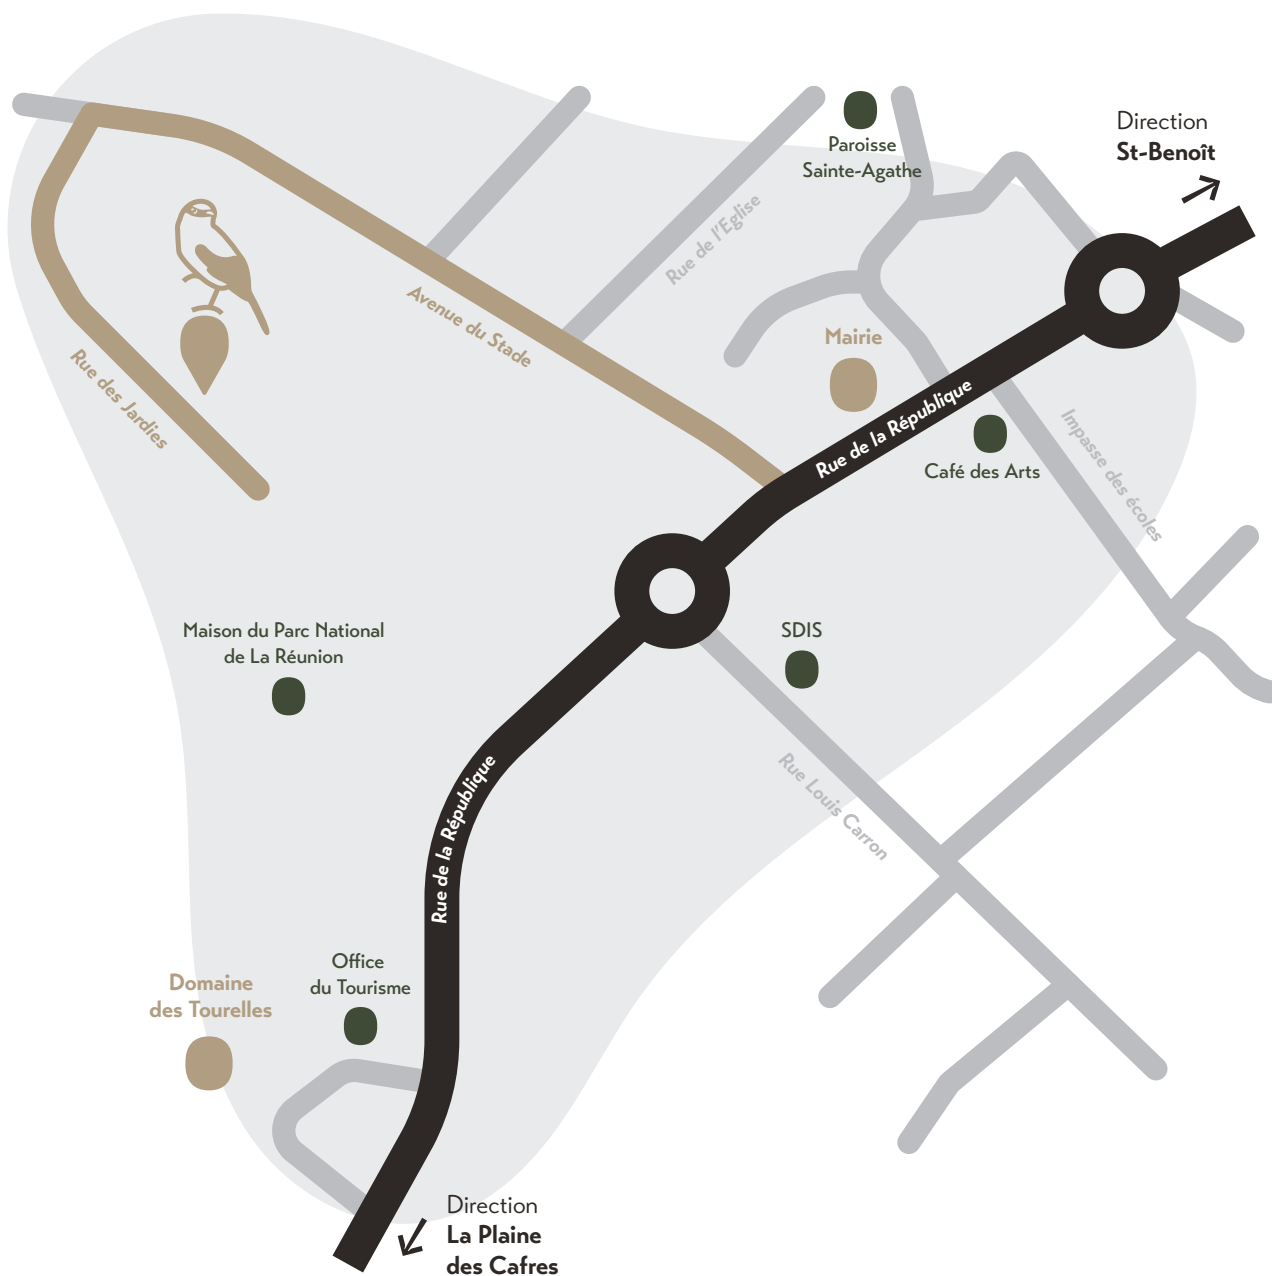 Direction
St-Benoît
Paroisse
Sainte-Agathe
Rue de l'Eglise
Avenue du Stade
Mairie
Rue des Jardies
Rue de la République
Café des Arts
Impasse des écoles
Maison du Parc National
de La Réunion
SDIS
Rue Louis Carron
Rue de la République
Office
du Tourisme
Domaine
des Tourelles
Direction
La Plaine
des Cafres